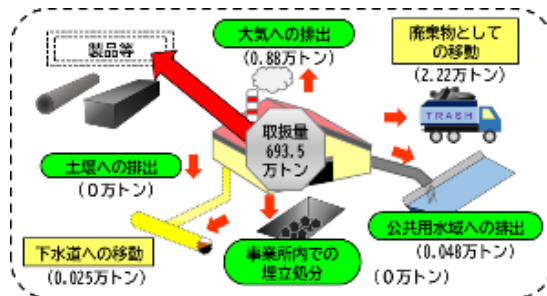 製品等
大気への排出
(0.88万トン)
廃棄物として
の移動
(2.22万トン)
TRASH
取扱量
693.5
万トン
土壌への排出
(0万トン)
下水道への移動
(0.025万トン)
事業所内での
埋立処分
(0万トン)
公共用水域への排出
(0.048万トン)